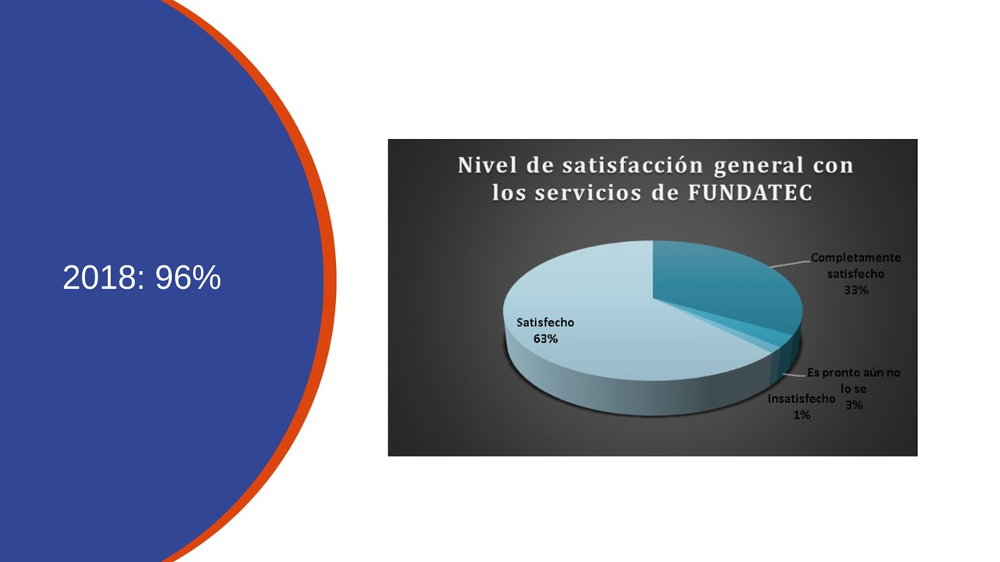 2018: 96%
Nivel de satisfacción general con
los servicios de FUNDATEC
Completamente
satisfecho
33%
Satisfecho
63%
Es pronto aún no
lo se
3%
Insatisfecho
1%